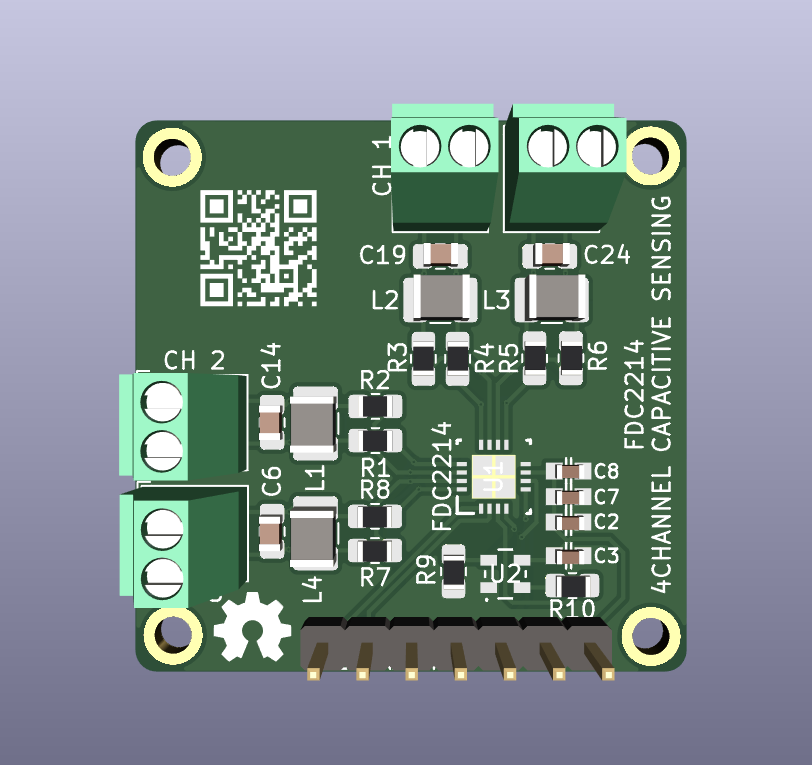 CH 1
C19
C24
L2
L3
R3
R4
R5
R6
FDC2214
4CHANNEL CAPACITIVE SENSING
CH 2
C14
R2
L1
R1
C6
R8
L4
R7
FDC2214
U1
C8
C7
C2
C3
R9
U2
R10